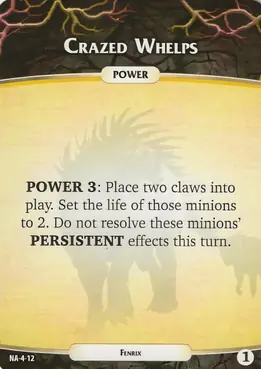 CRAZED WHELPS
POWER
POWER 3: Place two claws into
play. Set the life of those minions
to 2. Do not resolve these minions'
PERSISTENT effects this turn.
NA-4-12
FENRIX
1